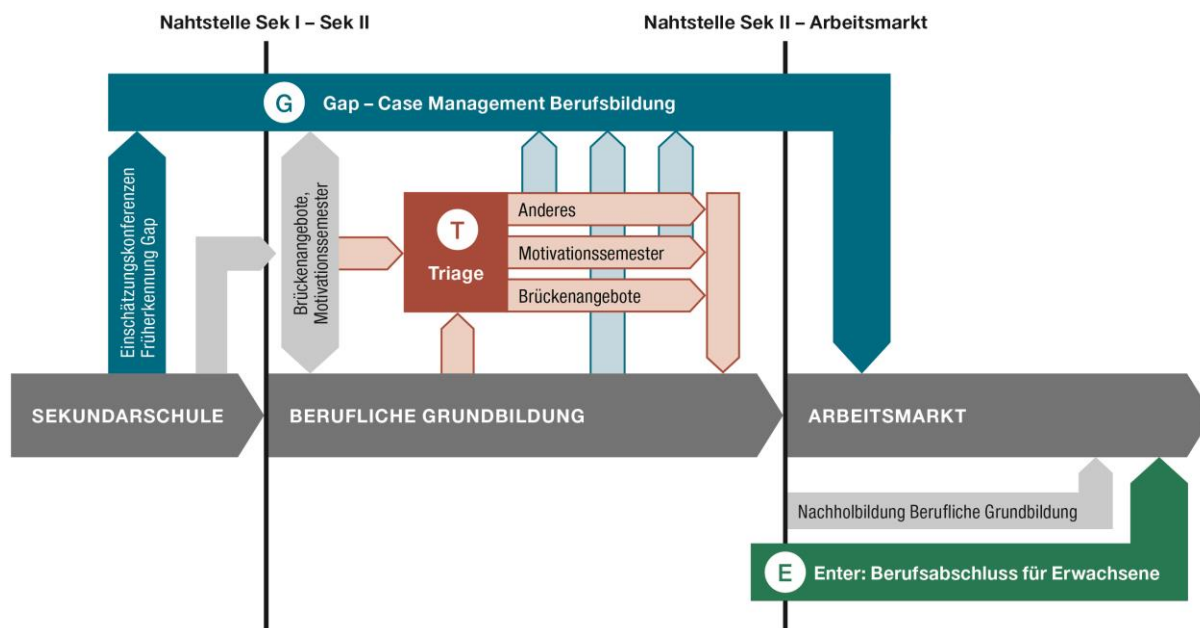 Nahtstelle Sek I – Sek II
Nahtstelle Sek II – Arbeitsmarkt
G
Gap – Case Management Berufsbildung
Einschätzungskonferenzen
Früherkennung Gap
Brückenangebote,
Motivationssemester
T
Triage
Anderes
Motivationssemester
Brückenangebote
SEKUNDARSCHULE
BERUFLICHE GRUNDBILDUNG
ARBEITSMARKT
Nachholbildung Berufliche Grundbildung
E
Enter: Berufsabschluss für Erwachsene